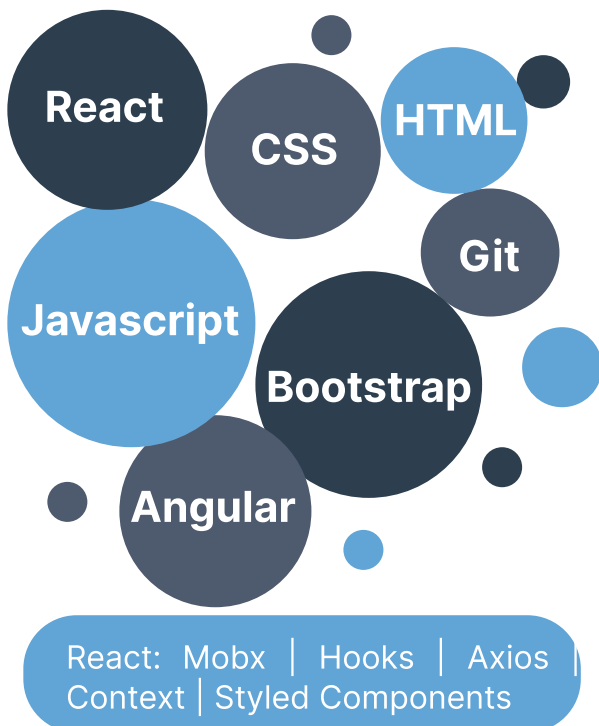 React
CSS
HTML
Git
Javascript
Bootstrap
Angular
React: Mobx | Hooks | Axios |
Context | Styled Components